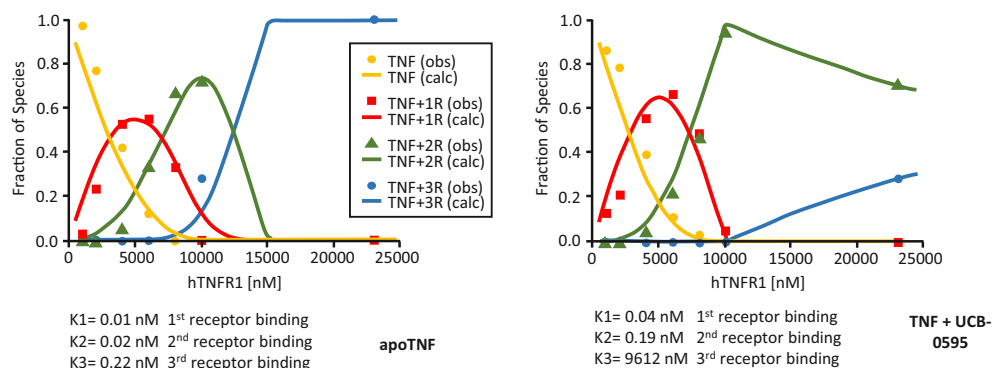 Fraction of Species
1.0
0.8
0.6
0.4
0.2
0.0
0
5000
10000
15000
20000
25000
hTNFR1 [nM]
TNF (obs)
TNF (calc)
TNF+1R (obs)
TNF+1R (calc)
TNF+2R (obs)
TNF+2R (calc)
TNF+3R (obs)
TNF+3R (calc)
K1= 0.01 nM 1st receptor binding
K2= 0.02 nM 2nd receptor binding
K3= 0.22 nM 3rd receptor binding
apoTNF
Fraction of Species
1.0
0.8
0.6
0.4
0.2
0.0
0
5000
10000
15000
20000
25000
hTNFR1 [nM]
K1= 0.04 nM 1st receptor binding
K2= 0.19 nM 2nd receptor binding
K3= 9612 nM 3rd receptor binding
TNF + UCB-
0595